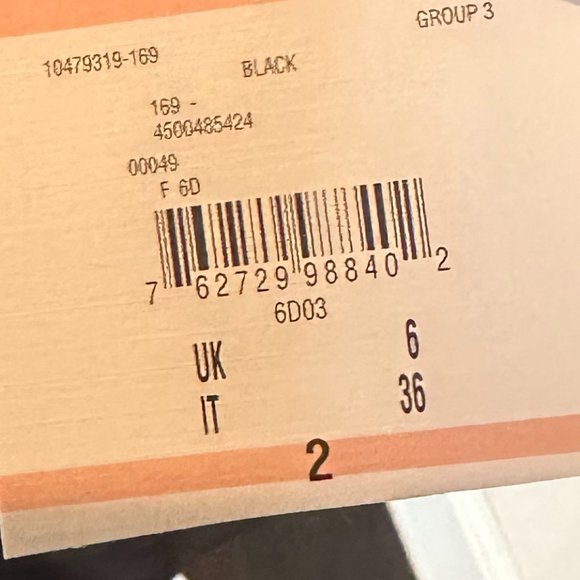 GROUP 3
10479319-169
BLACK
169 -
4500485424
00049
F 6D
7 62729 98840 2
6D03
UK 6
IT 36
2